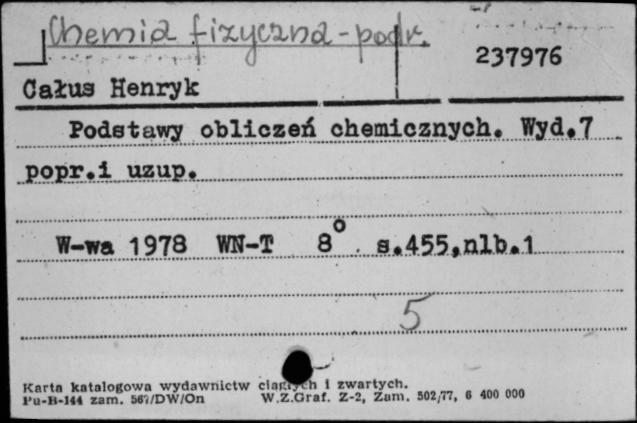 Chemia fizyczna - podr.
237976
Całus Henryk
Podstawy obliczeń chemicznych. Wyd.7
popr.i uzup.
W-wa 1978 WN-T 8° s.455,nlb.1
5
Karta katalogowa wydawnictw ciągłych i zwartych.
Pu-B-144 zam. 567/DW/On W.Z.Graf. Z-2, Zam. 502/77, 6 400 000